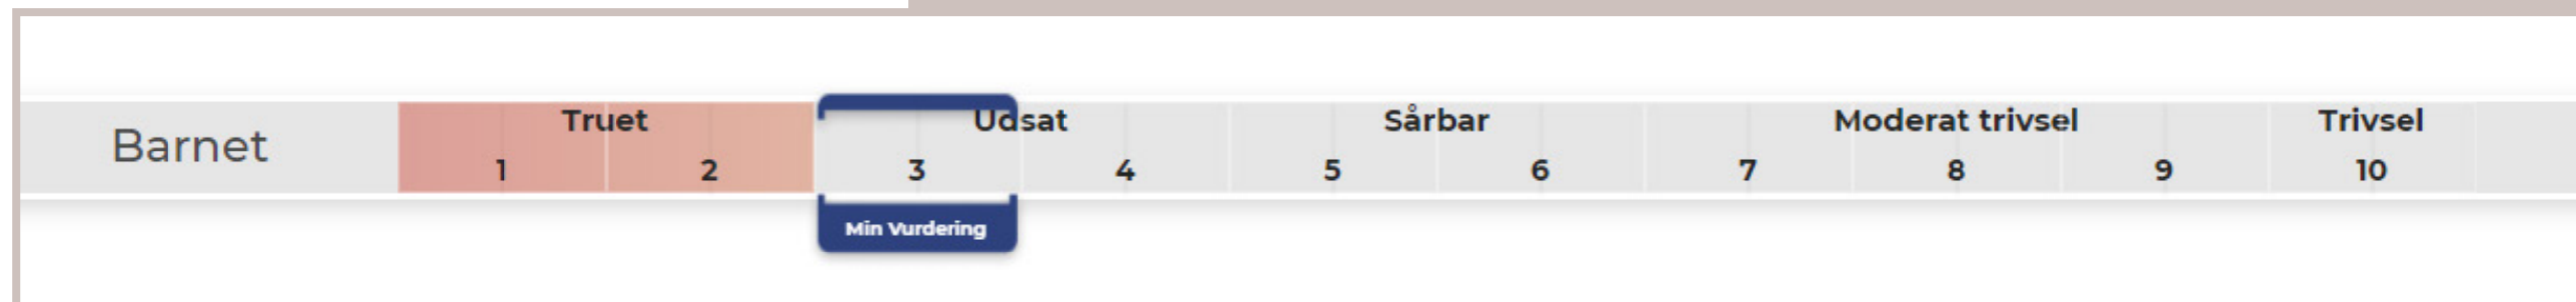 Barnet
Truet Udsat Sårbar Moderat trivsel Trivsel
1 2 3 4 5 6 7 8 9 10
Min Vurdering